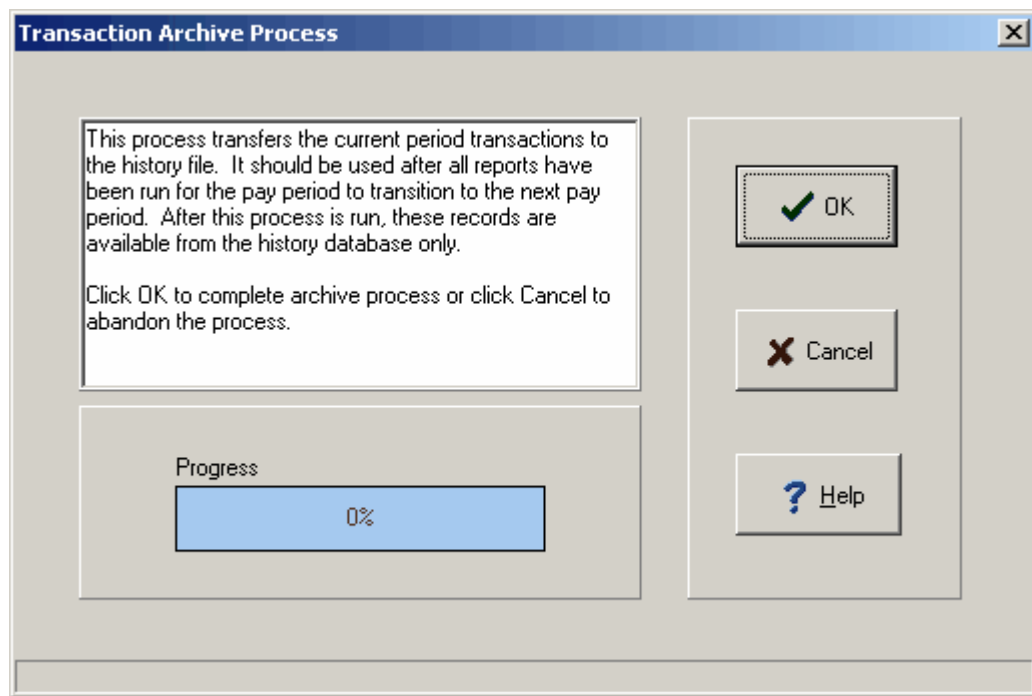 Transaction Archive Process
This process transfers the current period transactions to
the history file.  It should be used after all reports have
been run for the pay period to transition to the next pay
period.  After this process is run, these records are
available from the history database only.
Click OK to complete archive process or click Cancel to
abandon the process.
OK
Cancel
Progress
0%
Help